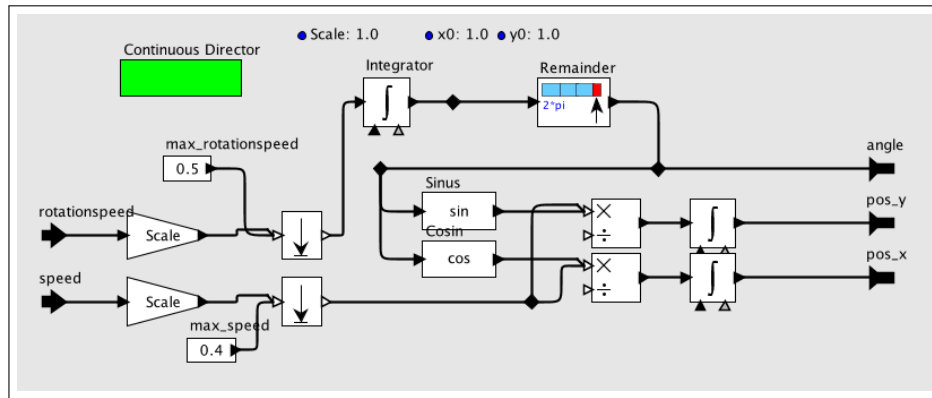 Scale: 1.0 x0: 1.0 y0: 1.0
Continuous Director
Integrator
Remainder
∫
2*pi
max_rotationspeed
0.5
angle
Sinus
sin
pos_y
rotationspeed
Scale
×
÷
∫
Cosin
cos
pos_x
speed
Scale
×
÷
∫
max_speed
0.4